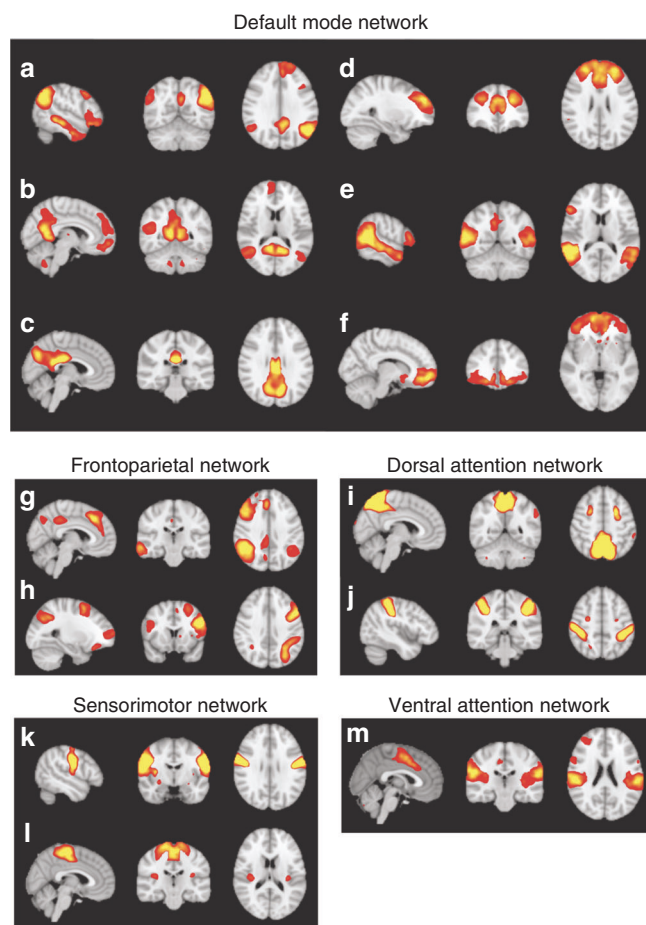 Default mode network
a
d
b
e
c
f
Frontoparietal network
Dorsal attention network
g
i
h
j
Sensorimotor network
Ventral attention network
k
m
l